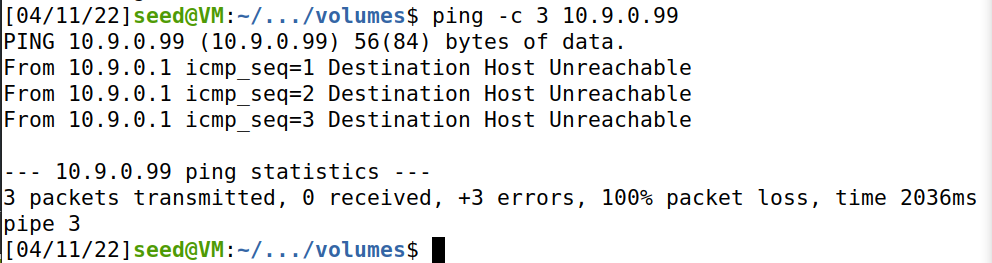 [04/11/22]seed@VM:~/.../volumes$ ping -c 3 10.9.0.99
PING 10.9.0.99 (10.9.0.99) 56(84) bytes of data.
From 10.9.0.1 icmp_seq=1 Destination Host Unreachable
From 10.9.0.1 icmp_seq=2 Destination Host Unreachable
From 10.9.0.1 icmp_seq=3 Destination Host Unreachable
--- 10.9.0.99 ping statistics ---
3 packets transmitted, 0 received, +3 errors, 100% packet loss, time 2036ms
pipe 3
[04/11/22]seed@VM:~/.../volumes$